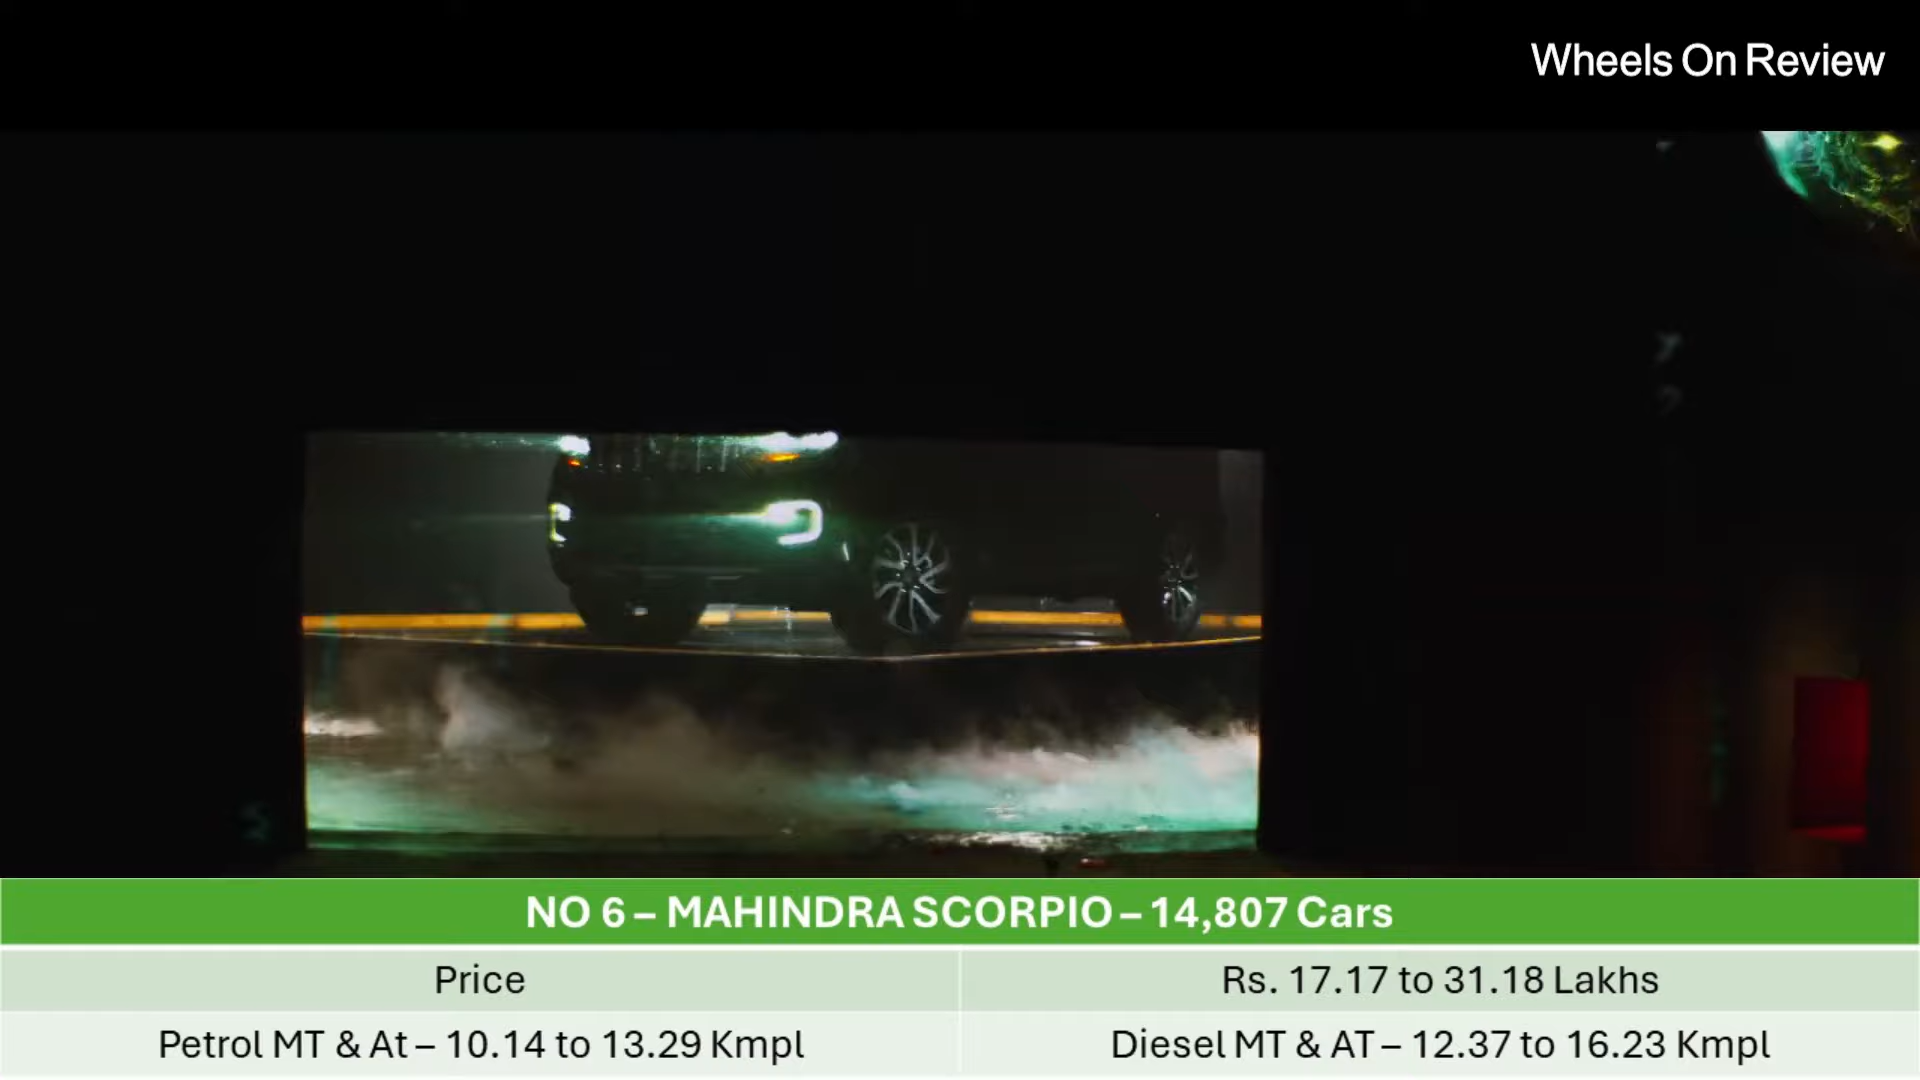 Wheels On Review
NO 6 – MAHINDRA SCORPIO – 14,807 Cars
Price
Rs. 17.17 to 31.18 Lakhs
Petrol MT & At – 10.14 to 13.29 Kmpl
Diesel MT & AT – 12.37 to 16.23 Kmpl